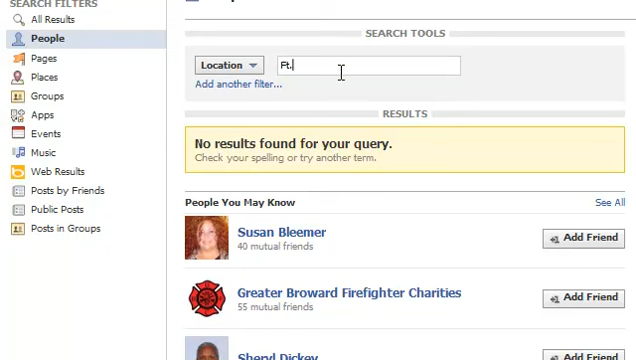 SEARCH FILTERS
All Results
People
Pages
Places
Groups
Apps
Events
Music
Web Results
Posts by Friends
Public Posts
Posts in Groups
SEARCH TOOLS
Location Ft.
Add another filter...
RESULTS
No results found for your query.
Check your spelling or try another term.
People You May Know See All
Susan Bleemer
40 mutual friends
Add Friend
Greater Broward Firefighter Charities
55 mutual friends
Add Friend
Sheryl Dickey
Add Friend